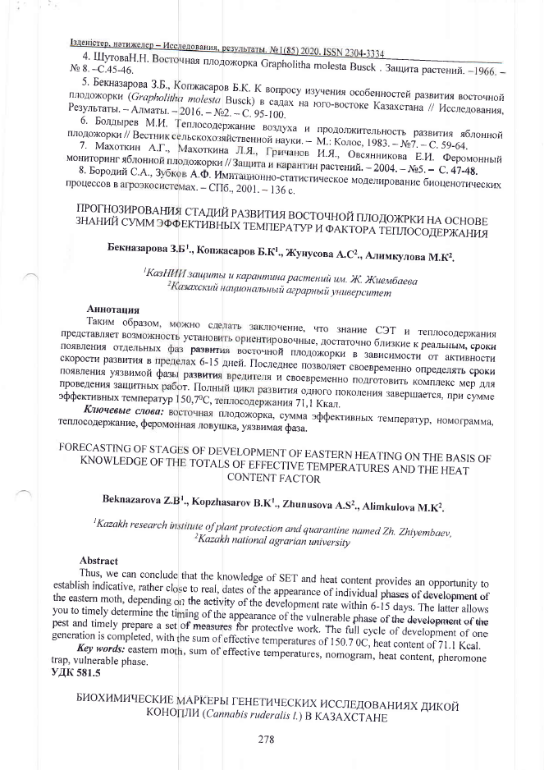 Ізденістер, нәтижелер – Исследования, результаты. №1(85) 2020. ISSN 2304-3334
4. ШутоваН.Н. Восточная плодожорка Grapholitha molesta Busck . Защита растений. –1966. –
№ 8. –С.45-46.
5. Бекназарова З.Б., Копжасаров Б.К. К вопросу изучения особенностей развития восточной
плодожорки (Grapholitha molesta Busck) в садах на юго-востоке Казахстана // Исследования,
Результаты. – Алматы. – 2016. – №2. – С. 95-100.
6. Болдырев М.И. Теплосодержание воздуха и продолжительность развития яблонной
плодожорки // Вестник сельскохозяйственной науки. – М.: Колос, 1983. – №7. – С. 59-64.
7. Махоткин А.Г., Махоткина Л.Я., Гричанов И.Я., Овсянникова Е.И. Феромонный
мониторинг яблонной плодожорки // Защита и карантин растений. – 2004. – №5. – С. 47-48.
8. Бородий С.А., Зубков А.Ф. Имитационно-статистическое моделирование биоценотических
процессов в агроэкосистемах. – СПб., 2001. – 136 с.
ПРОГНОЗИРОВАНИЯ СТАДИЙ РАЗВИТИЯ ВОСТОЧНОЙ ПЛОДОЖРКИ НА ОСНОВЕ
ЗНАНИЙ СУММ ЭФФЕКТИВНЫХ ТЕМПЕРАТУР И ФАКТОРА ТЕПЛОСОДЕРЖАНИЯ
Бекназарова З.Б¹., Копжасаров Б.К¹., Жунусова А.С²., Алимкулова М.К².
¹КазНИИ защиты и карантина растений им. Ж. Жиембаева
²Казахский национальный аграрный университет
Аннотация
Таким образом, можно сделать заключение, что знание СЭТ и теплосодержания
представляет возможность установить ориентировочные, достаточно близкие к реальным, сроки
появления отдельных фаз развития восточной плодожорки в зависимости от активности
скорости развития в пределах 6-15 дней. Последнее позволяет своевременно определять сроки
появления уязвимой фазы развития вредителя и своевременно подготовить комплекс мер для
проведения защитных работ. Полный цикл развития одного поколения завершается, при сумме
эффективных температур 150,7⁰С, теплосодержания 71,1 Ккал.
Ключевые слова: восточная плодожорка, сумма эффективных температур, номограмма,
теплосодержание, феромонная ловушка, уязвимая фаза.
FORECASTING OF STAGES OF DEVELOPMENT OF EASTERN HEATING ON THE BASIS OF
KNOWLEDGE OF THE TOTALS OF EFFECTIVE TEMPERATURES AND THE HEAT
CONTENT FACTOR
Beknazarova Z.B¹., Kopzhasarov B.K¹., Zhunusova A.S²., Alimkulova M.K².
¹Kazakh research institute of plant protection and quarantine named Zh. Zhiyembaev,
²Kazakh national agrarian university
Abstract
Thus, we can conclude that the knowledge of SET and heat content provides an opportunity to
establish indicative, rather close to real, dates of the appearance of individual phases of development of
the eastern moth, depending on the activity of the development rate within 6-15 days. The latter allows
you to timely determine the timing of the appearance of the vulnerable phase of the development of the
pest and timely prepare a set of measures for protective work. The full cycle of development of one
generation is completed, with the sum of effective temperatures of 150.7 0C, heat content of 71.1 Kcal.
Key words: eastern moth, sum of effective temperatures, nomogram, heat content, pheromone
trap, vulnerable phase.
УДК 581.5
БИОХИМИЧЕСКИЕ МАРКЕРЫ ГЕНЕТИЧЕСКИХ ИССЛЕДОВАНИЯХ ДИКОЙ
КОНОПЛИ (Cannabis ruderalis l.) В КАЗАХСТАНЕ
278